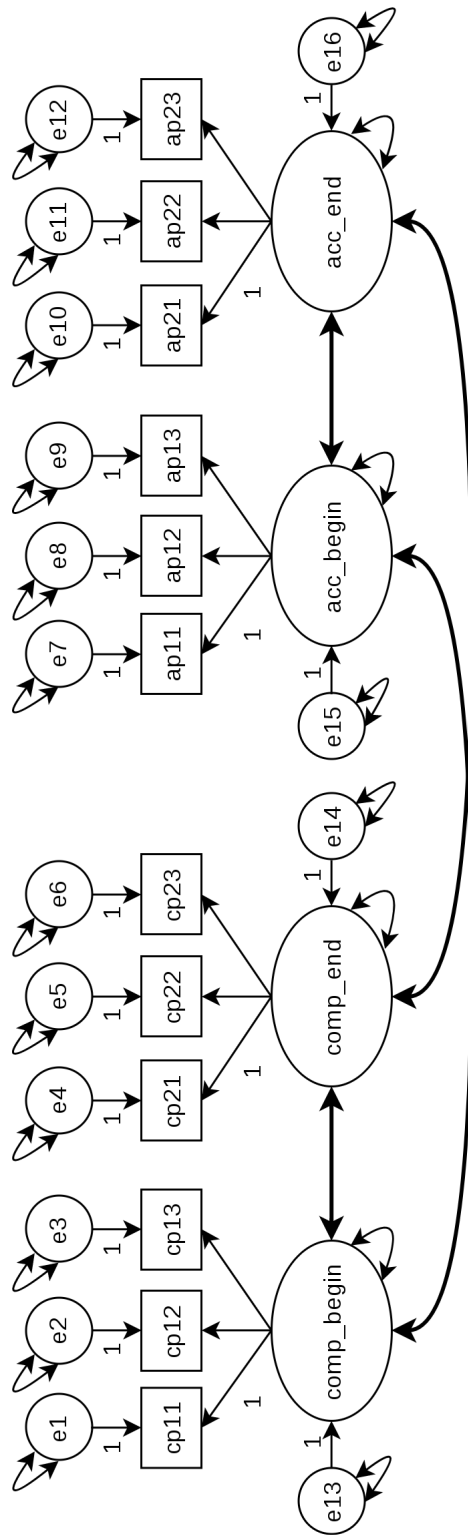 e1
e2
e3
e4
e5
e6
e7
e8
e9
e10
e11
e12
1
1
1
1
1
1
1
1
1
1
1
1
cp11
cp12
cp13
cp21
cp22
cp23
ap11
ap12
ap13
ap21
ap22
ap23
1
1
1
1
e13
1
comp_begin
comp_end
1
e14
e15
1
acc_begin
acc_end
1
e16